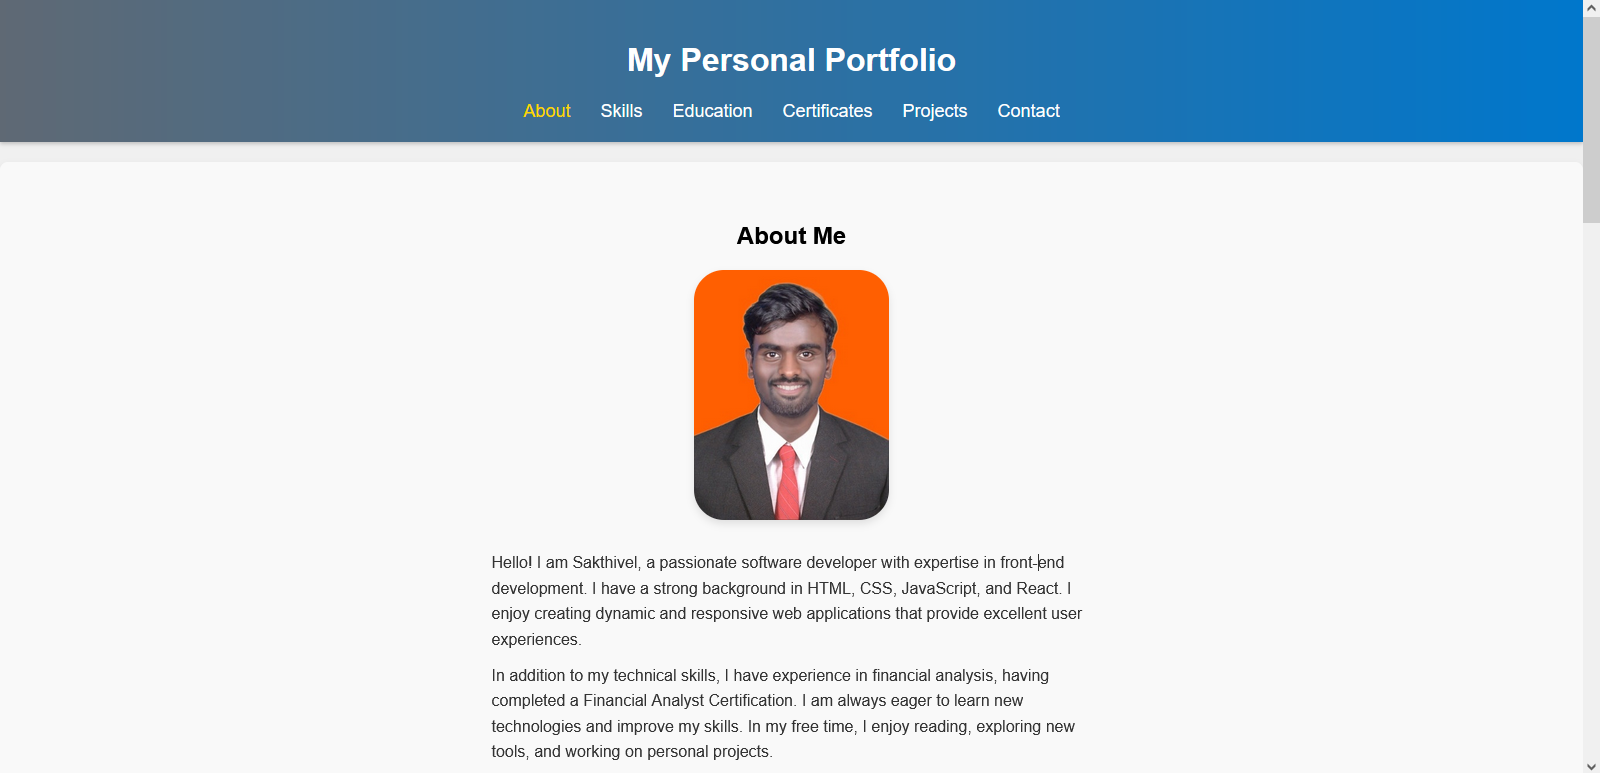 My Personal Portfolio
About Skills Education Certificates Projects Contact
About Me
Hello! I am Sakthivel, a passionate software developer with expertise in front-end
development. I have a strong background in HTML, CSS, JavaScript, and React. I
enjoy creating dynamic and responsive web applications that provide excellent user
experiences.
In addition to my technical skills, I have experience in financial analysis, having
completed a Financial Analyst Certification. I am always eager to learn new
technologies and improve my skills. In my free time, I enjoy reading, exploring new
tools, and working on personal projects.